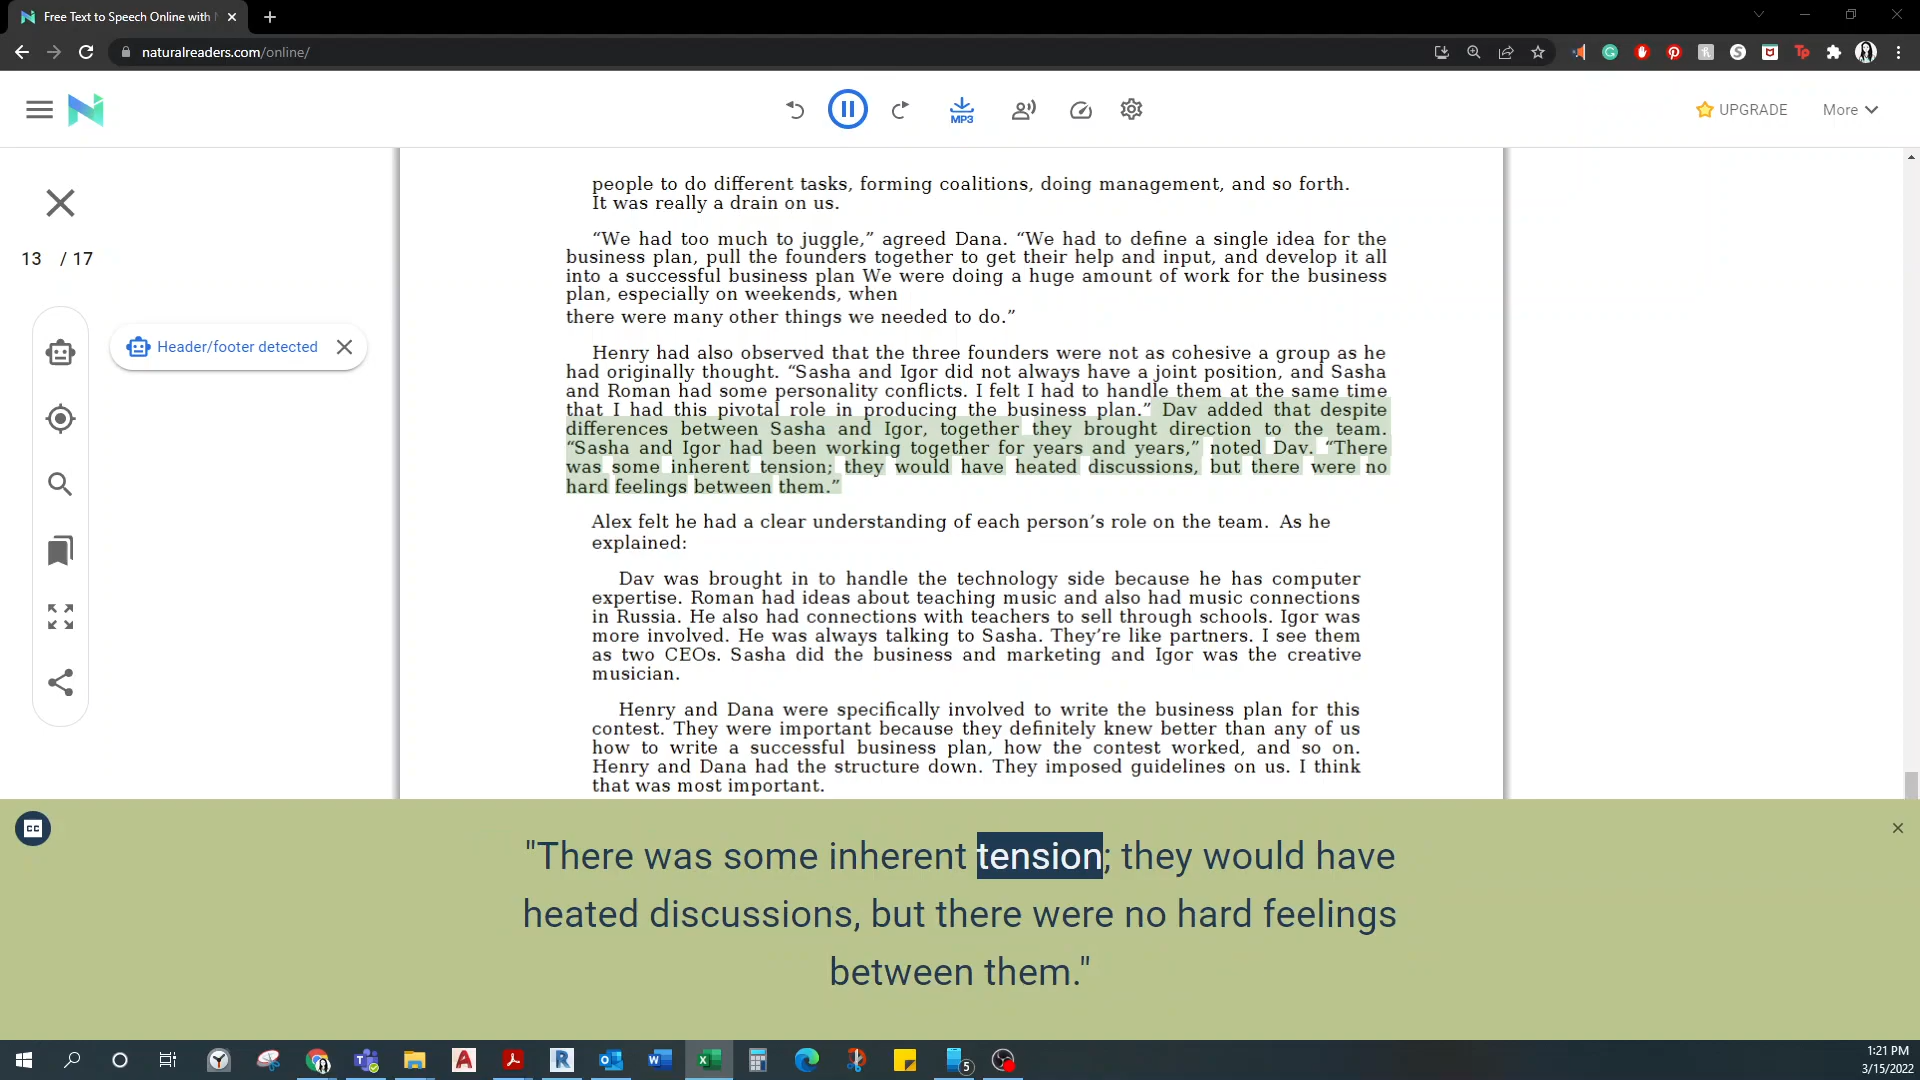 Free Text to Speech Online with
naturalreaders.com/online/
MP3
UPGRADE
More
13 / 17
Header/footer detected
people to do different tasks, forming coalitions, doing management, and so forth.
It was really a drain on us.
“We had too much to juggle,” agreed Dana. “We had to define a single idea for the
business plan, pull the founders together to get their help and input, and develop it all
into a successful business plan We were doing a huge amount of work for the business
plan, especially on weekends, when
there were many other things we needed to do.”
Henry had also observed that the three founders were not as cohesive a group as he
had originally thought. “Sasha and Igor did not always have a joint position, and Sasha
and Roman had some personality conflicts. I felt I had to handle them at the same time
that I had this pivotal role in producing the business plan.” Dav added that despite
differences between Sasha and Igor, together they brought direction to the team.
“Sasha and Igor had been working together for years and years,” noted Dav. “There
was some inherent tension; they would have heated discussions, but there were no
hard feelings between them.”
Alex felt he had a clear understanding of each person’s role on the team. As he
explained:
Dav was brought in to handle the technology side because he has computer
expertise. Roman had ideas about teaching music and also had music connections
in Russia. He also had connections with teachers to sell through schools. Igor was
more involved. He was always talking to Sasha. They’re like partners. I see them
as two CEOs. Sasha did the business and marketing and Igor was the creative
musician.
Henry and Dana were specifically involved to write the business plan for this
contest. They were important because they definitely knew better than any of us
how to write a successful business plan, how the contest worked, and so on.
Henry and Dana had the structure down. They imposed guidelines on us. I think
that was most important.
CC
"There was some inherent tension; they would have
heated discussions, but there were no hard feelings
between them."
5
1:21 PM
3/15/2022